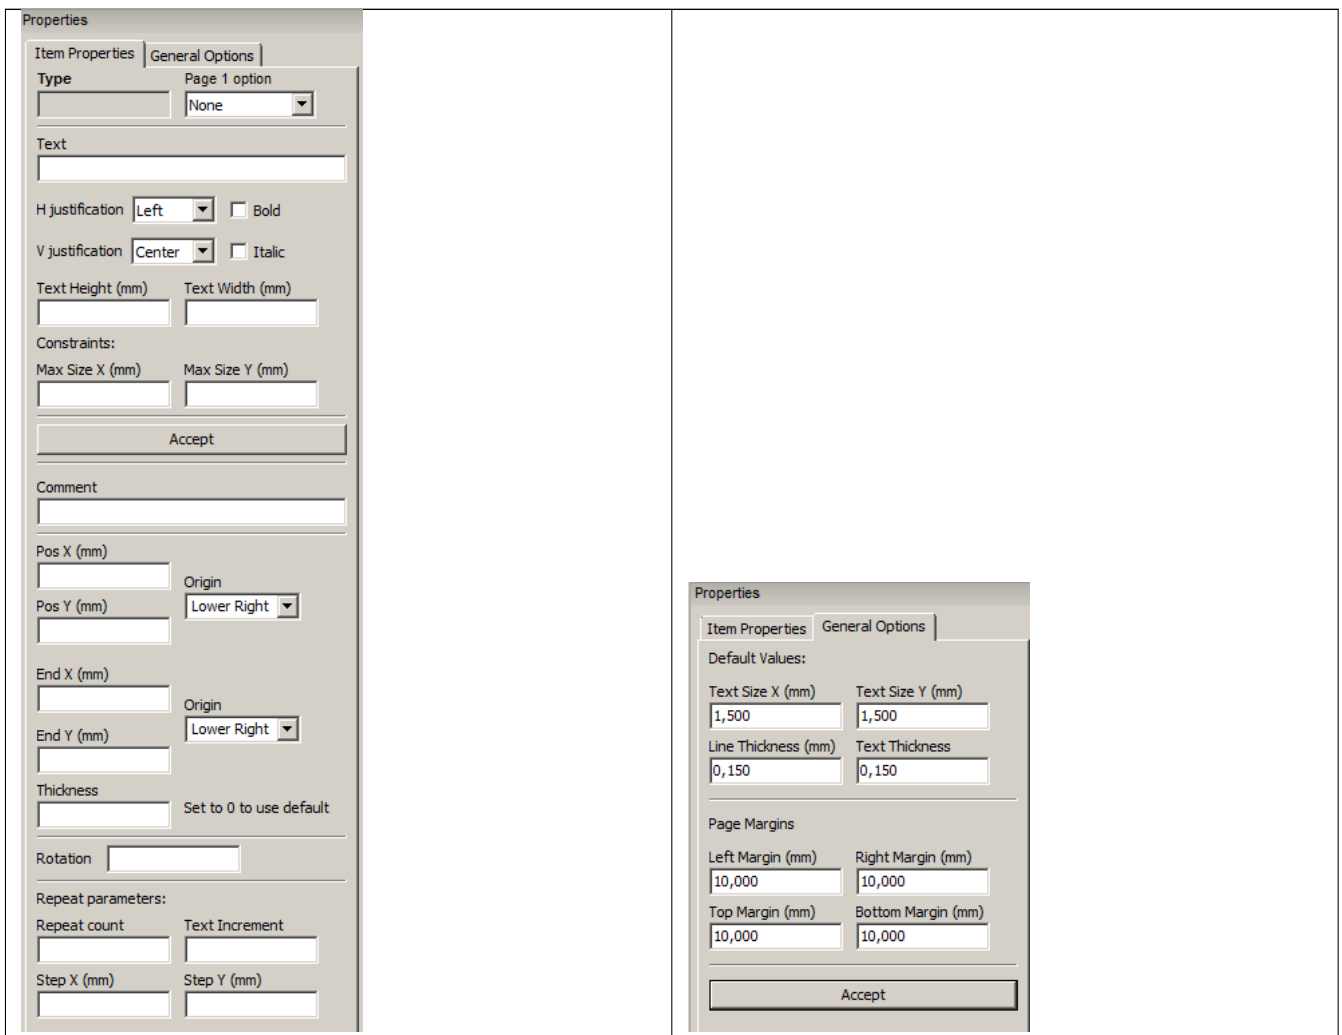 Properties
Item Properties General Options
Type Page 1 option
None
Text
H justification Left Bold
V justification Center Italic
Text Height (mm) Text Width (mm)
Constraints:
Max Size X (mm) Max Size Y (mm)
Accept
Comment
Pos X (mm)
Origin
Pos Y (mm) Lower Right
End X (mm)
Origin
End Y (mm) Lower Right
Thickness
Set to 0 to use default
Rotation
Repeat parameters:
Repeat count Text Increment
Step X (mm) Step Y (mm)
Properties
Item Properties General Options
Default Values:
Text Size X (mm) Text Size Y (mm)
1,500 1,500
Line Thickness (mm) Text Thickness
0,150 0,150
Page Margins
Left Margin (mm) Right Margin (mm)
10,000 10,000
Top Margin (mm) Bottom Margin (mm)
10,000 10,000
Accept